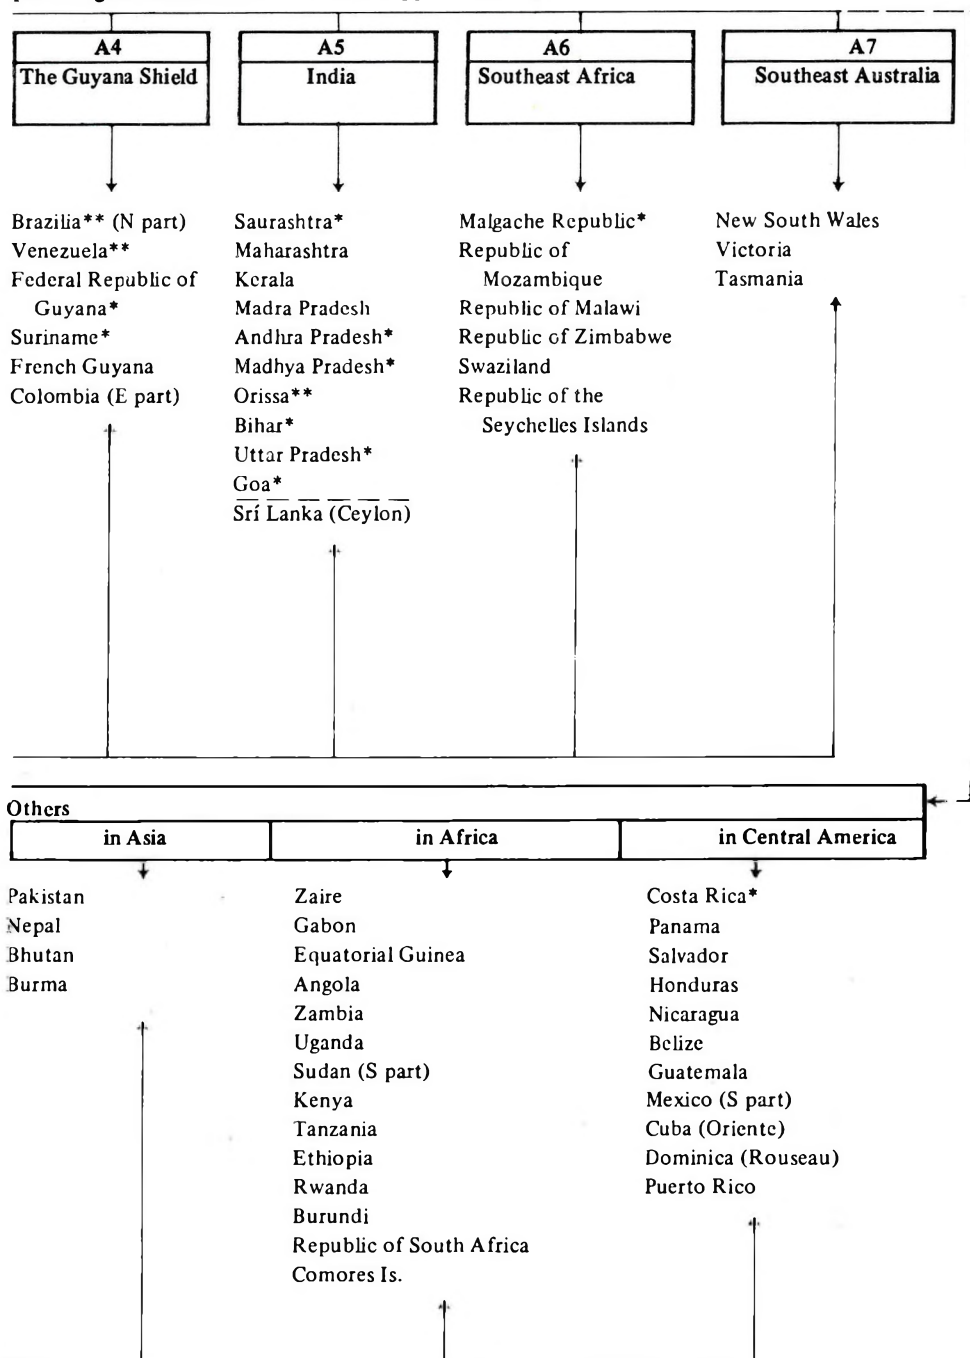 A4
The Guyana Shield
Brazilia** (N part)
Venezuela**
Federal Republic of
Guyana*
Suriname*
French Guyana
Colombia (E part)
A5
India
Saurashtra*
Maharashtra
Kerala
Madra Pradesh
Andhra Pradesh*
Madhya Pradesh*
Orissa**
Bihar*
Uttar Pradesh*
Goa*
Srí Lanka (Ceylon)
A6
Southeast Africa
Malgache Republic*
Republic of
Mozambique
Republic of Malawi
Republic of Zimbabwe
Swaziland
Republic of the
Seychelles Islands
A7
Southeast Australia
New South Wales
Victoria
Tasmania
Others
in Asia
Pakistan
Nepal
Bhutan
Burma
in Africa
Zaire
Gabon
Equatorial Guinea
Angola
Zambia
Uganda
Sudan (S part)
Kenya
Tanzania
Ethiopia
Rwanda
Burundi
Republic of South Africa
Comores Is.
in Central America
Costa Rica*
Panama
Salvador
Honduras
Nicaragua
Belize
Guatemala
Mexico (S part)
Cuba (Oriente)
Dominica (Rouseau)
Puerto Rico